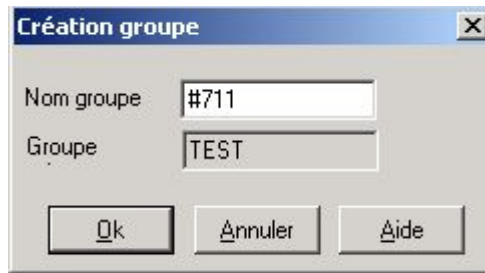 Création groupe
Nom groupe #711
Groupe TEST
Ok Annuler Aide